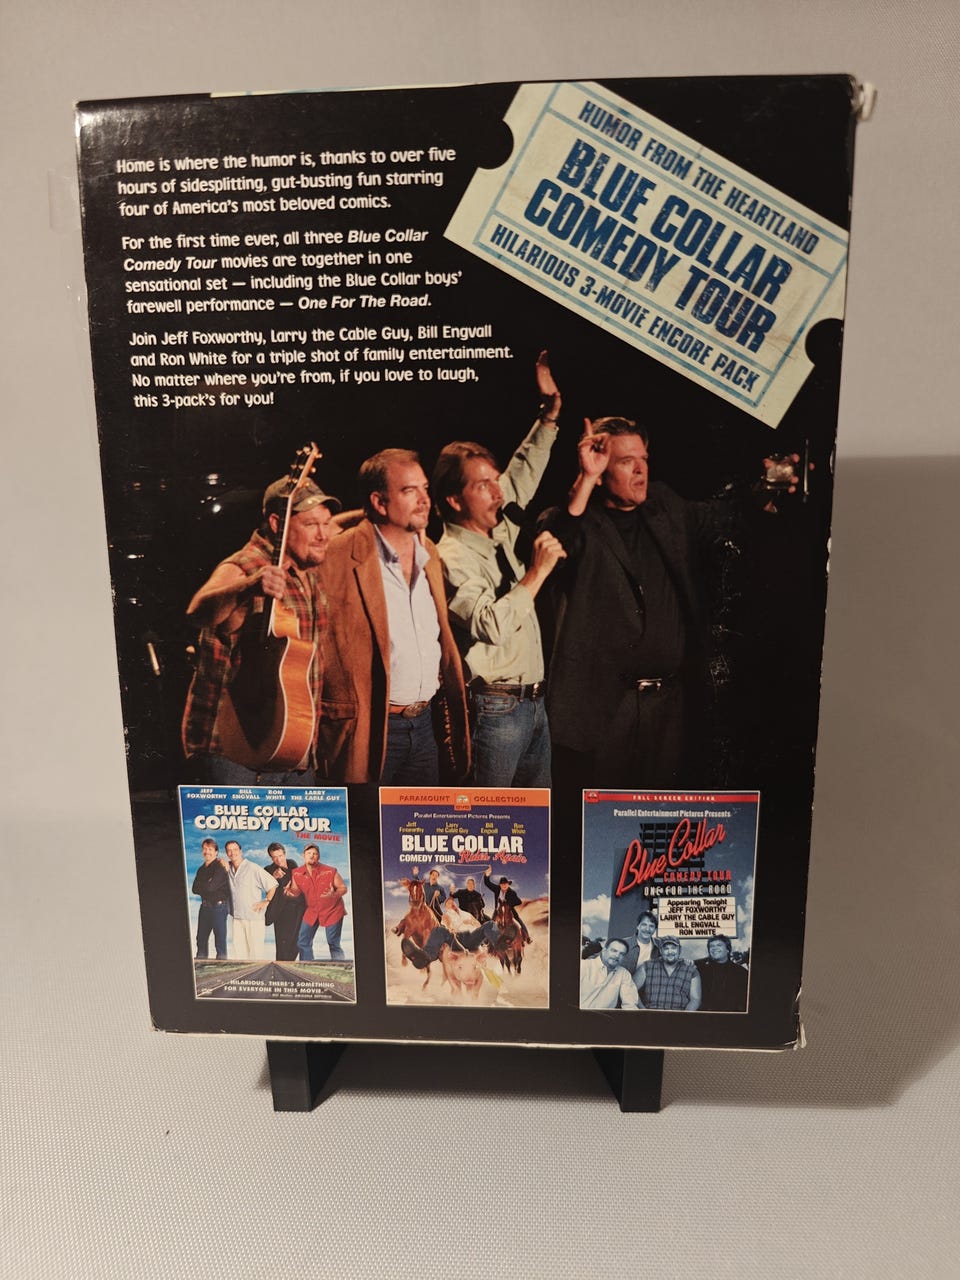 Home is where the humor is, thanks to over five
hours of sidesplitting, gut-busting fun starring
four of America's most beloved comics.
For the first time ever, all three Blue Collar
Comedy Tour movies are together in one
sensational set — including the Blue Collar boys'
farewell performance — One For The Road.
Join Jeff Foxworthy, Larry the Cable Guy, Bill Engvall
and Ron White for a triple shot of family entertainment.
No matter where you're from, if you love to laugh,
this 3-pack's for you!
HUMOR FROM THE HEARTLAND
BLUE COLLAR
COMEDY TOUR
HILARIOUS 3-MOVIE ENCORE PACK
JEFF FOXWORTHY
BILL ENGVALL
RON WHITE
LARRY THE CABLE GUY
BLUE COLLAR
COMEDY TOUR
THE MOVIE
"HILARIOUS. THERE'S SOMETHING
FOR EVERYONE IN THIS MOVIE."
PARAMOUNT COLLECTION
Parallel Entertainment Pictures Presents
Jeff Foxworthy
Larry the Cable Guy
Bill Engvall
Ron White
BLUE COLLAR
COMEDY TOUR Rides Again
FULL SCREEN EDITION
Parallel Entertainment Pictures Presents
Blue Collar
COMEDY TOUR
ONE FOR THE ROAD
Appearing Tonight
JEFF FOXWORTHY
LARRY THE CABLE GUY
BILL ENGVALL
RON WHITE